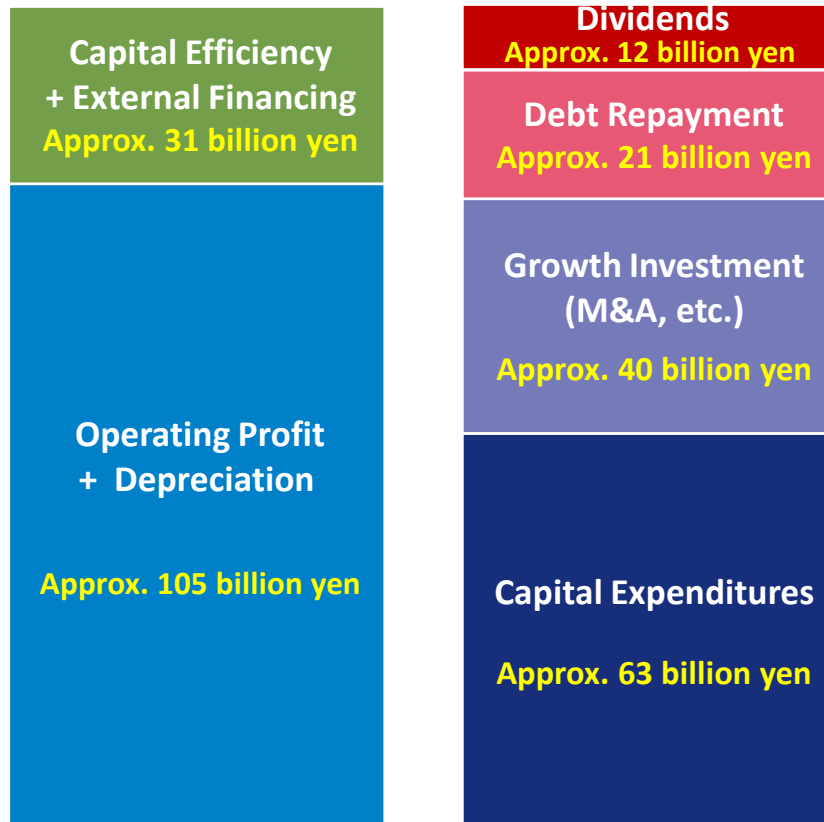 Capital Efficiency
+ External Financing
Approx. 31 billion yen
Operating Profit
+ Depreciation
Approx. 105 billion yen
Dividends
Approx. 12 billion yen
Debt Repayment
Approx. 21 billion yen
Growth Investment
(M&A, etc.)
Approx. 40 billion yen
Capital Expenditures
Approx. 63 billion yen